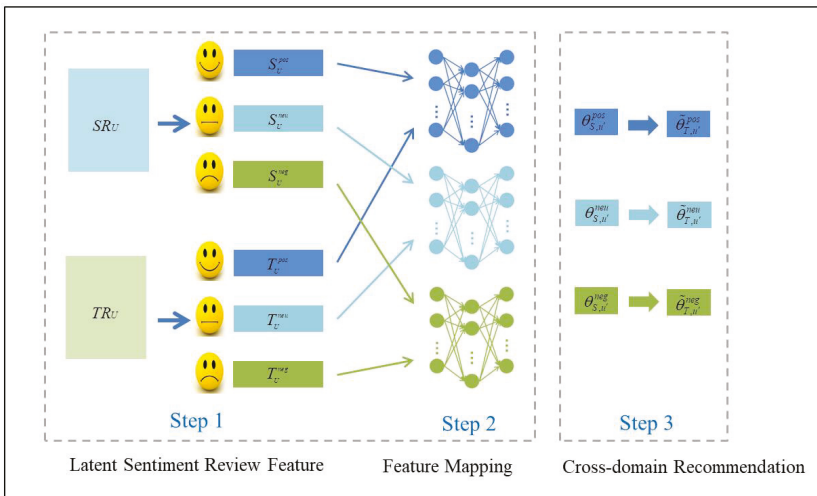 S_U^{pos}
SR_U
S_U^{neu}
S_U^{neg}
T_U^{pos}
TR_U
T_U^{neu}
T_U^{neg}
θ_{S,u'}^{pos} θ̃_{T,u'}^{pos}
θ_{S,u'}^{neu} θ̃_{T,u'}^{neu}
θ_{S,u'}^{neg} θ̃_{T,u'}^{neg}
Step 1 Step 2 Step 3
Latent Sentiment Review Feature Feature Mapping Cross-domain Recommendation